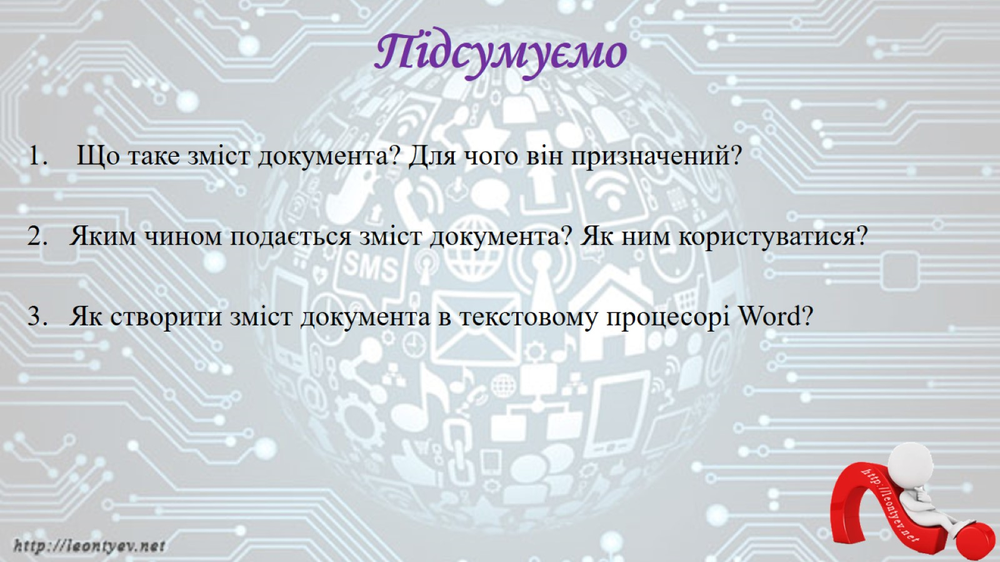 Підсумуємо
1. Що таке зміст документа? Для чого він призначений?
2. Яким чином подається зміст документа? Як ним користуватися?
SMS
3. Як створити зміст документа в текстовому процесорі Word?
http://leontyev.net
http://leontyev.net